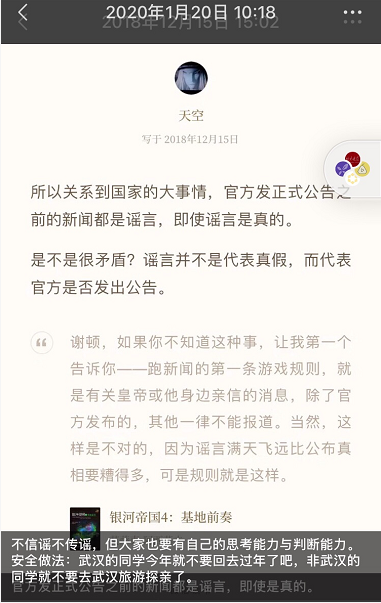 2020年1月20日 10:18
2018年12月15日 15:02
天空
写于 2018年12月15日
所以关系到国家的大事情，官方发正式公告之
前的新闻都是谣言，即使谣言是真的。
是不是很矛盾？谣言并不是代表真假，而代表
官方是否发出公告。
谢顿，如果你不知道这种事，让我第一个
告诉你——跑新闻的第一条游戏规则，就
是有关皇帝或他身边亲信的消息，除了官
方发布的，其他一律不能报道。当然，这
样是不对的，因为谣言满天飞远比公布真
相要糟得多，可是规则就是这样。
银河帝国4：基地前奏
不信谣不传谣，但大家也要有自己的思考能力与判断能力。
安全做法：武汉的同学今年就不要回去过年了吧，非武汉的
同学就不要去武汉旅游探亲了。
官方发正式公告之前的新闻都是谣言，即使是真的。